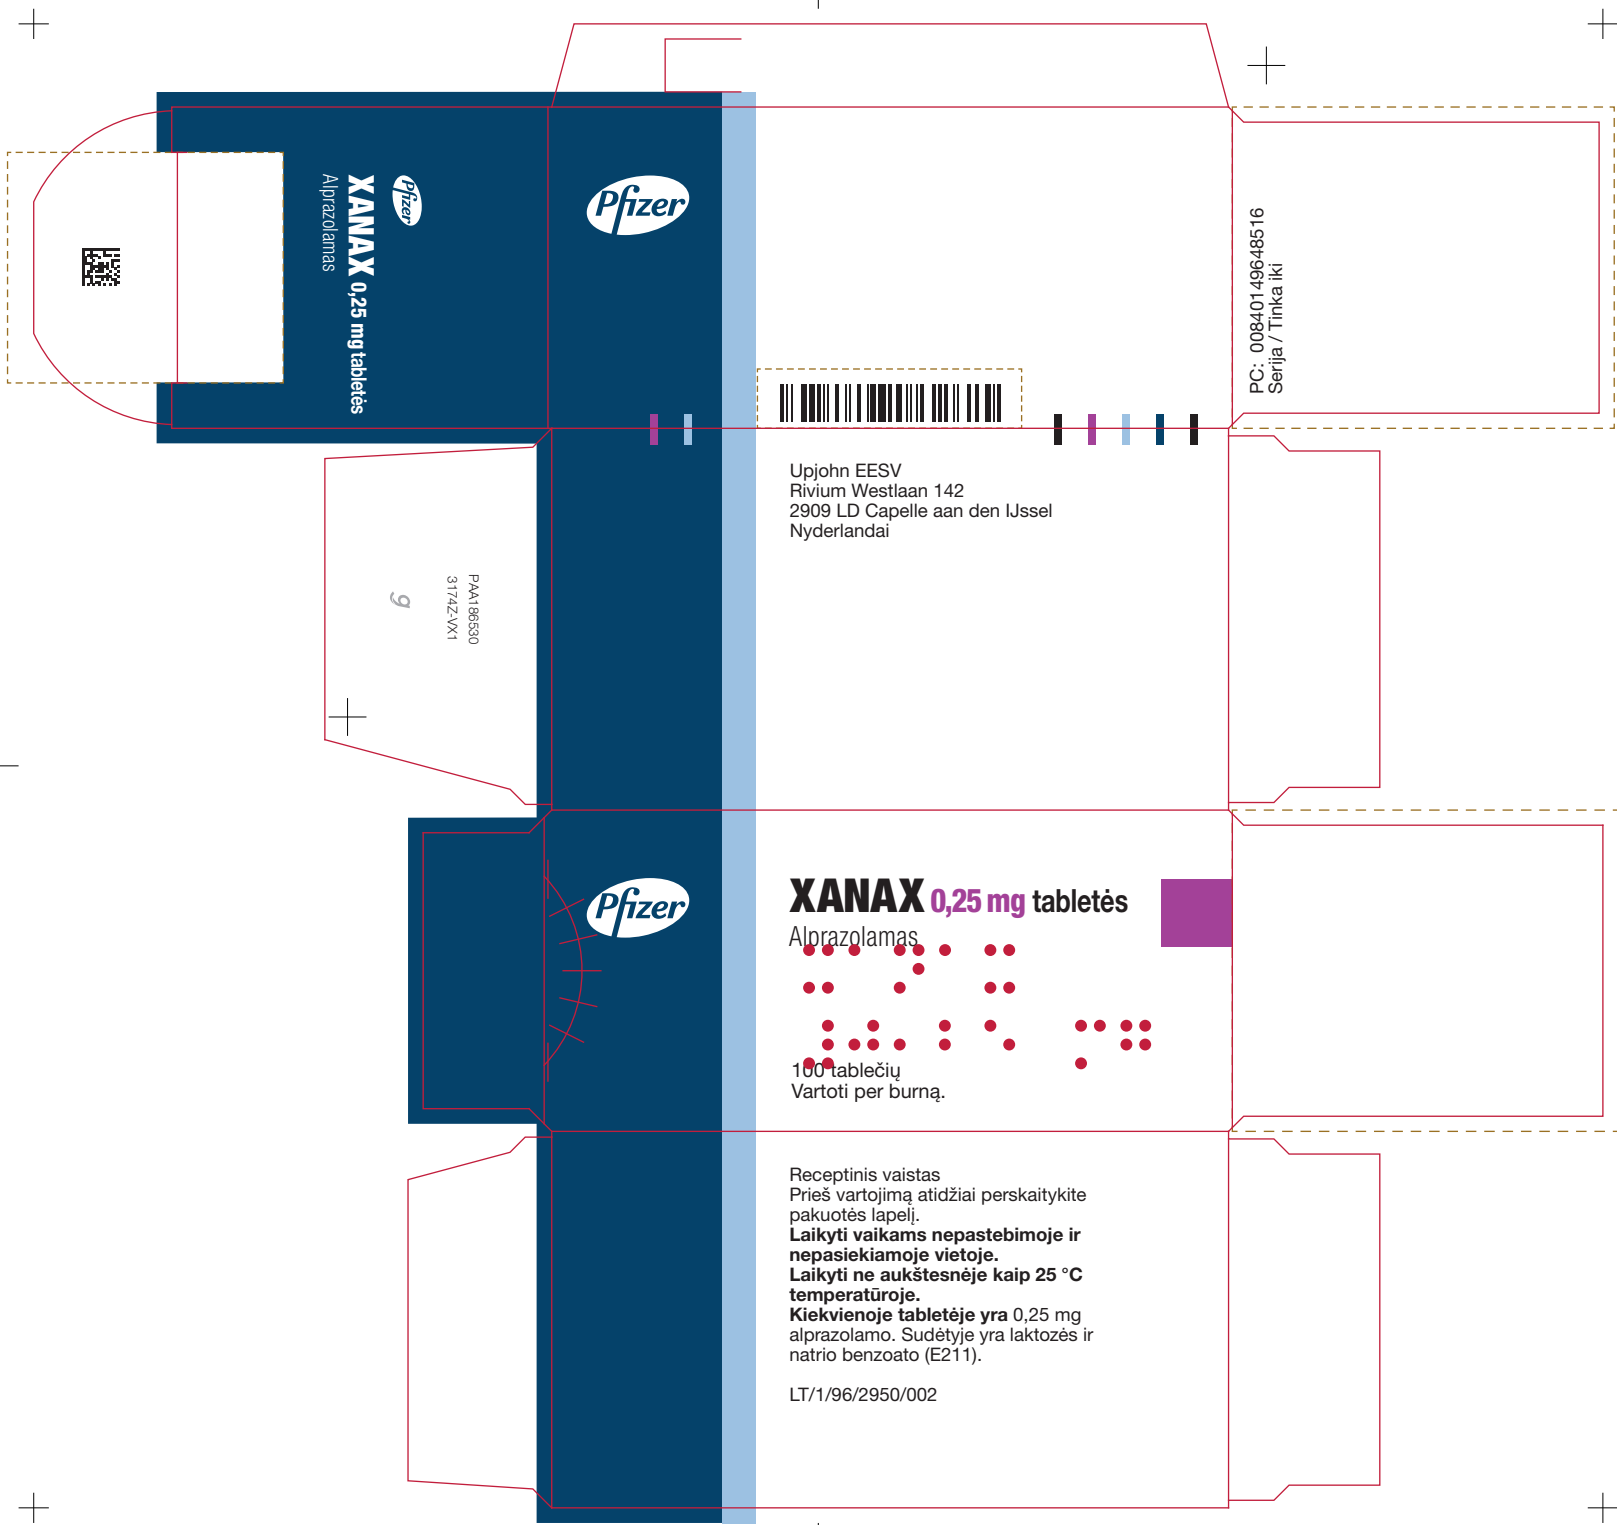 Pfizer
XANAX 0,25 mg tabletės
Alprazolamas
Pfizer
PC: 00840149648516
Serija / Tinka iki
Upjohn EESV
Rivium Westlaan 142
2909 LD Capelle aan den IJssel
Nyderlandai
PAA186530
3174Z-VX1
g
Pfizer
XANAX 0,25 mg tabletės
Alprazolamas
100 tablečių
Vartoti per burną.
Receptinis vaistas
Prieš vartojimą atidžiai perskaitykite
pakuotės lapelį.
Laikyti vaikams nepastebimoje ir
nepasiekiamoje vietoje.
Laikyti ne aukštesnėje kaip 25 °C
temperatūroje.
Kiekvienoje tabletėje yra 0,25 mg
alprazolamo. Sudėtyje yra laktozės ir
natrio benzoato (E211).
LT/1/96/2950/002